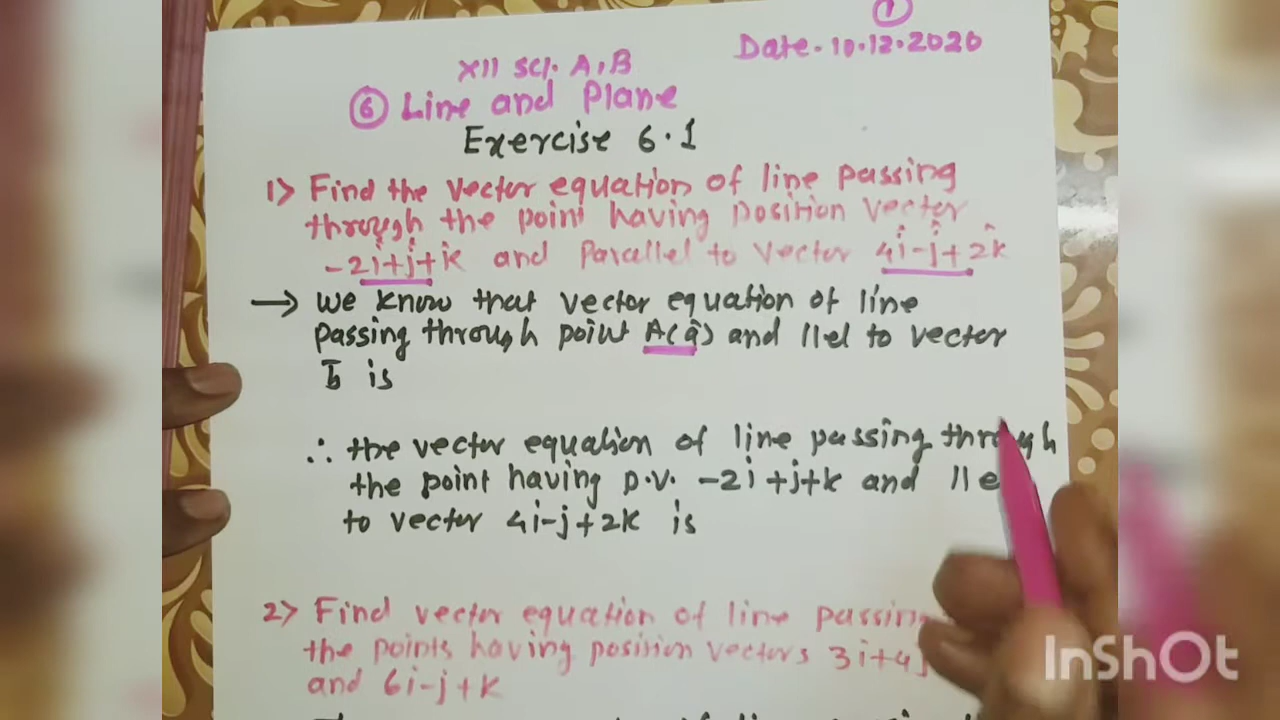 ①
Date-10.12.2020
XII SCI. A,B
⑥ Line and Plane
Exercise 6.1
1> Find the vector equation of line passing
through the point having position vector
-2i+j+k and Parallel to vector 4î-ĵ+2k̂
→ We know that vector equation of line
passing through point A(a̅) and llel to vector
b̅ is
∴ the vector equation of line passing through
the point having p.v. -2i+j+k and lle
to vector 4i-j+2k is
2> Find vector equation of line passing
the points having position vectors 3i+4j
and 6i-j+k
InShOt